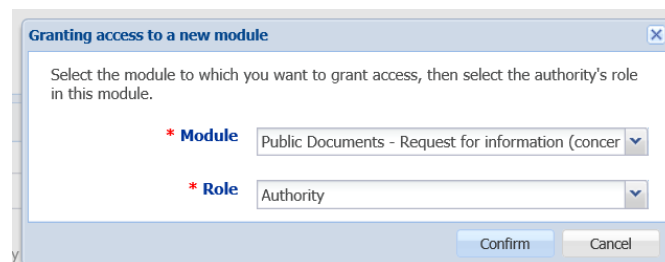 Granting access to a new module
Select the module to which you want to grant access, then select the authority's role
in this module.
* Module
Public Documents - Request for information (concer
* Role
Authority
Confirm
Cancel
y